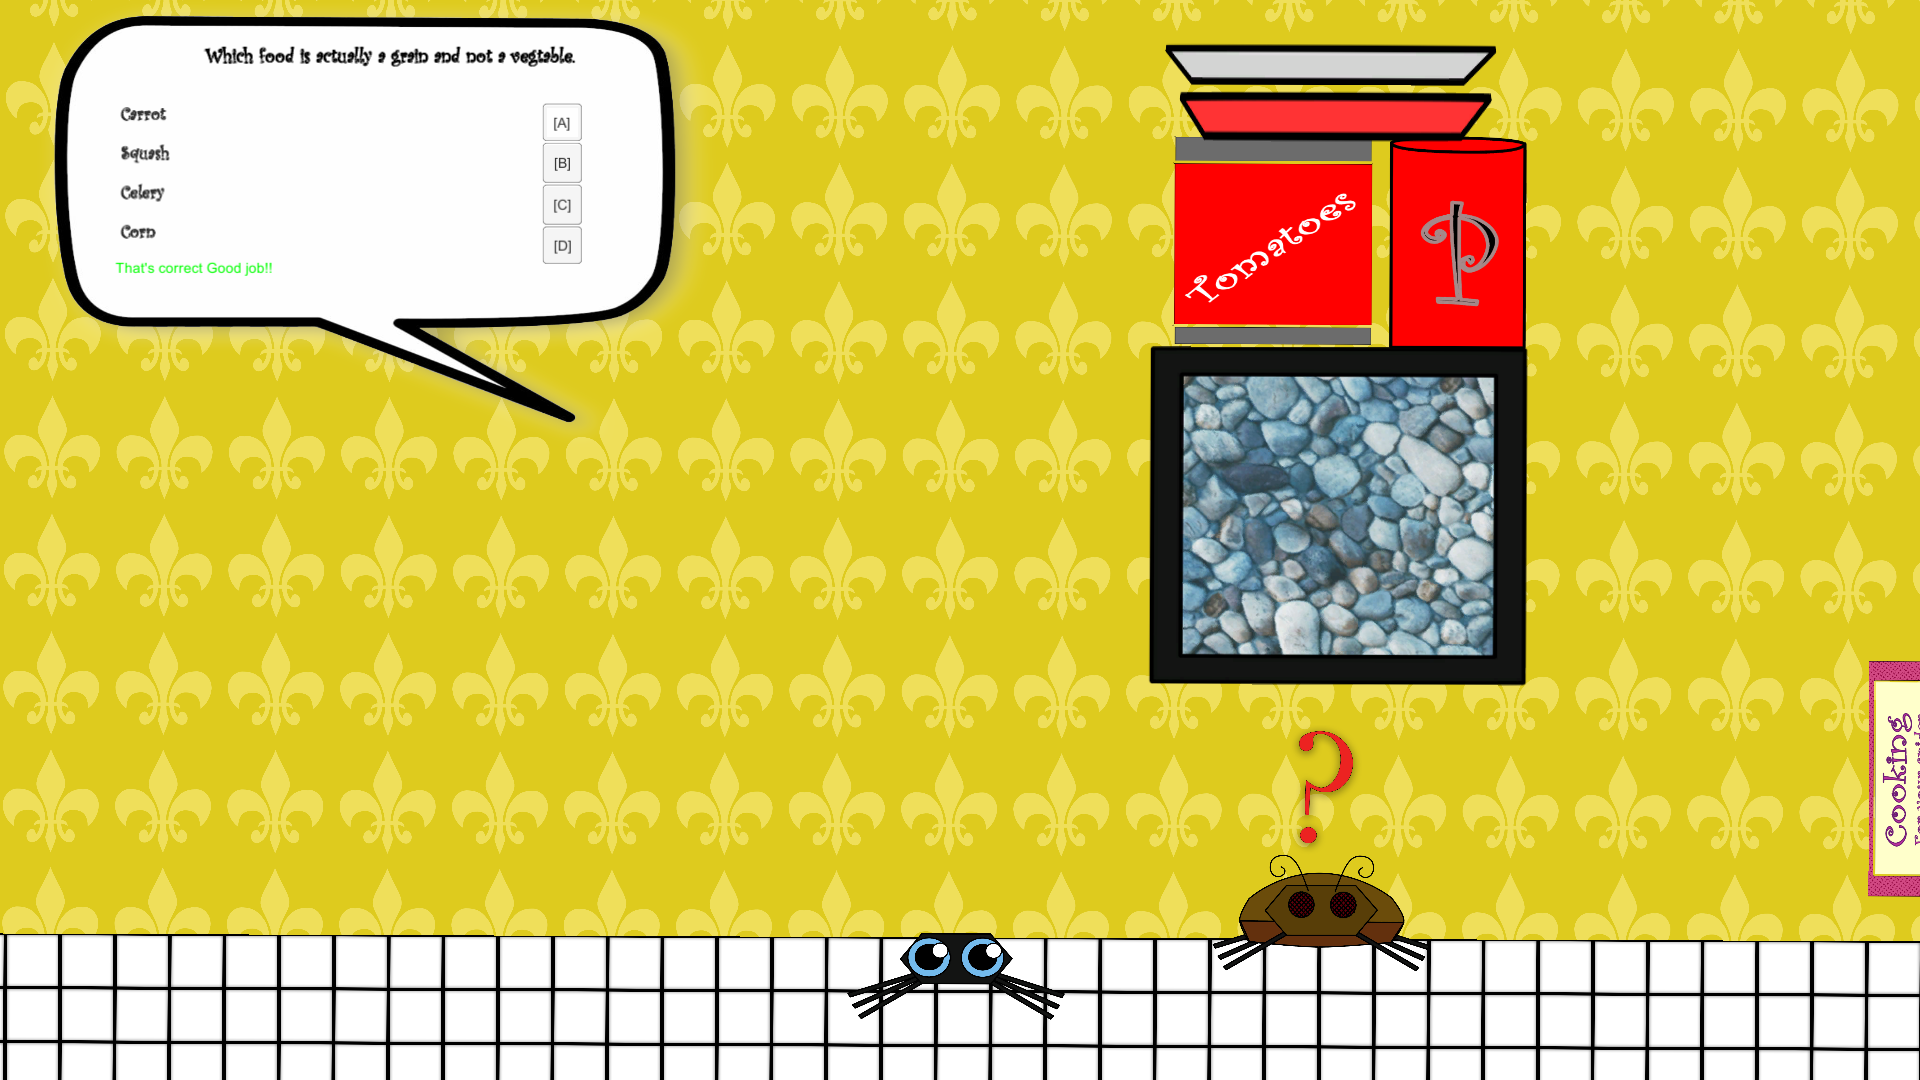 Which food is actually a grain and not a vegtable.
Carrot
[A]
Squash
[B]
Celery
[C]
Corn
[D]
That's correct Good job!!
Tomatoes
P
?
Cooking